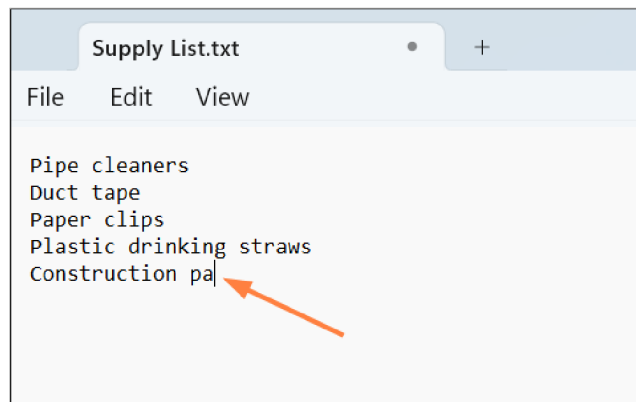 Supply List.txt
File Edit View
Pipe cleaners
Duct tape
Paper clips
Plastic drinking straws
Construction pa